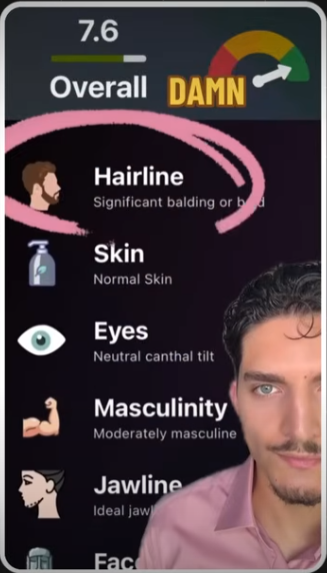 7.6
Overall
DAMN
Hairline
Significant balding or
Skin
Normal Skin
Eyes
Neutral canthal tilt
Masculinity
Moderately masculine
Jawline
Ideal